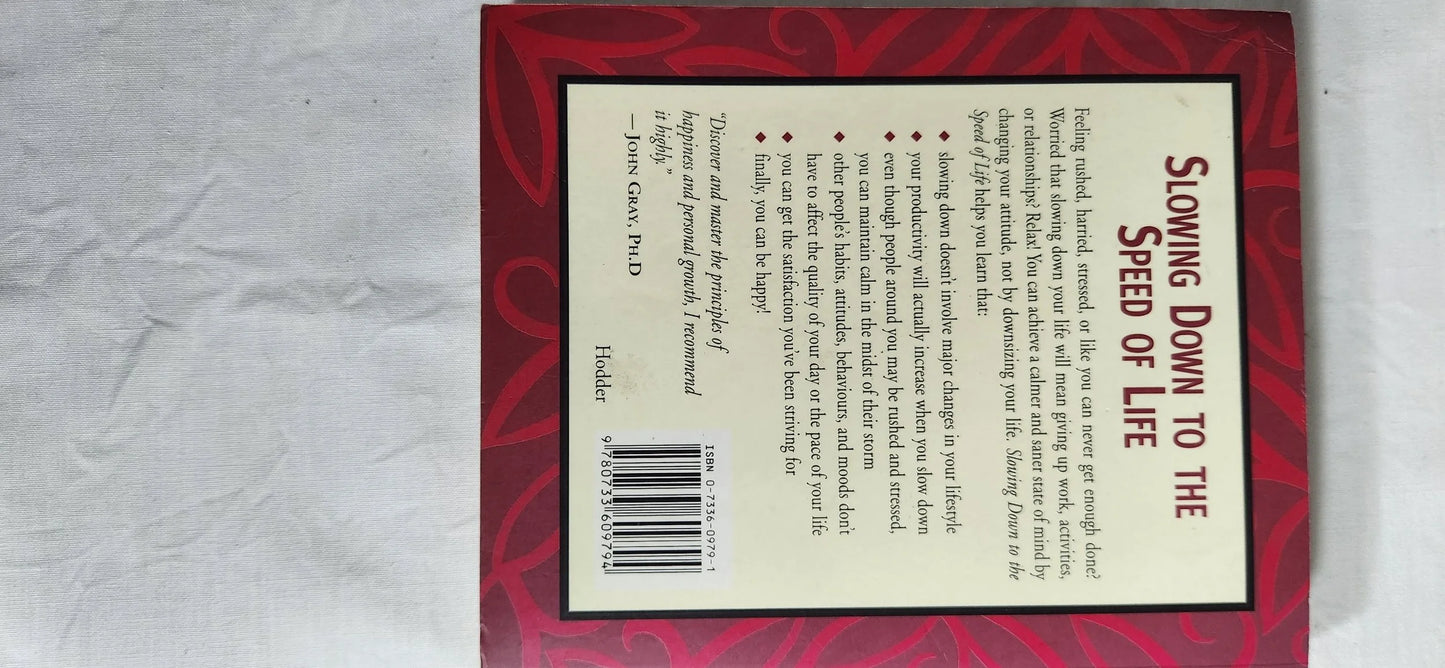 SLOWING DOWN TO THE
SPEED OF LIFE
Feeling rushed, harried, stressed, or like you can never get enough done?
Worried that slowing down your life will mean giving up work, activities,
or relationships? Relax! You can achieve a calmer and saner state of mind by
changing your attitude, not by downsizing your life. Slowing Down to the
Speed of Life helps you learn that:
◆ slowing down doesn't involve major changes in your lifestyle
◆ your productivity will actually increase when you slow down
◆ even though people around you may be rushed and stressed,
you can maintain calm in the midst of their storm
◆ other people's habits, attitudes, behaviours, and moods don't
have to affect the quality of your day or the pace of your life
◆ you can get the satisfaction you've been striving for
◆ finally, you can be happy!
"Discover and master the principles of
happiness and personal growth, I recommend
it highly."
—JOHN GRAY, PH.D
Hodder
ISBN 0-7336-0979-1
9 780733 609794